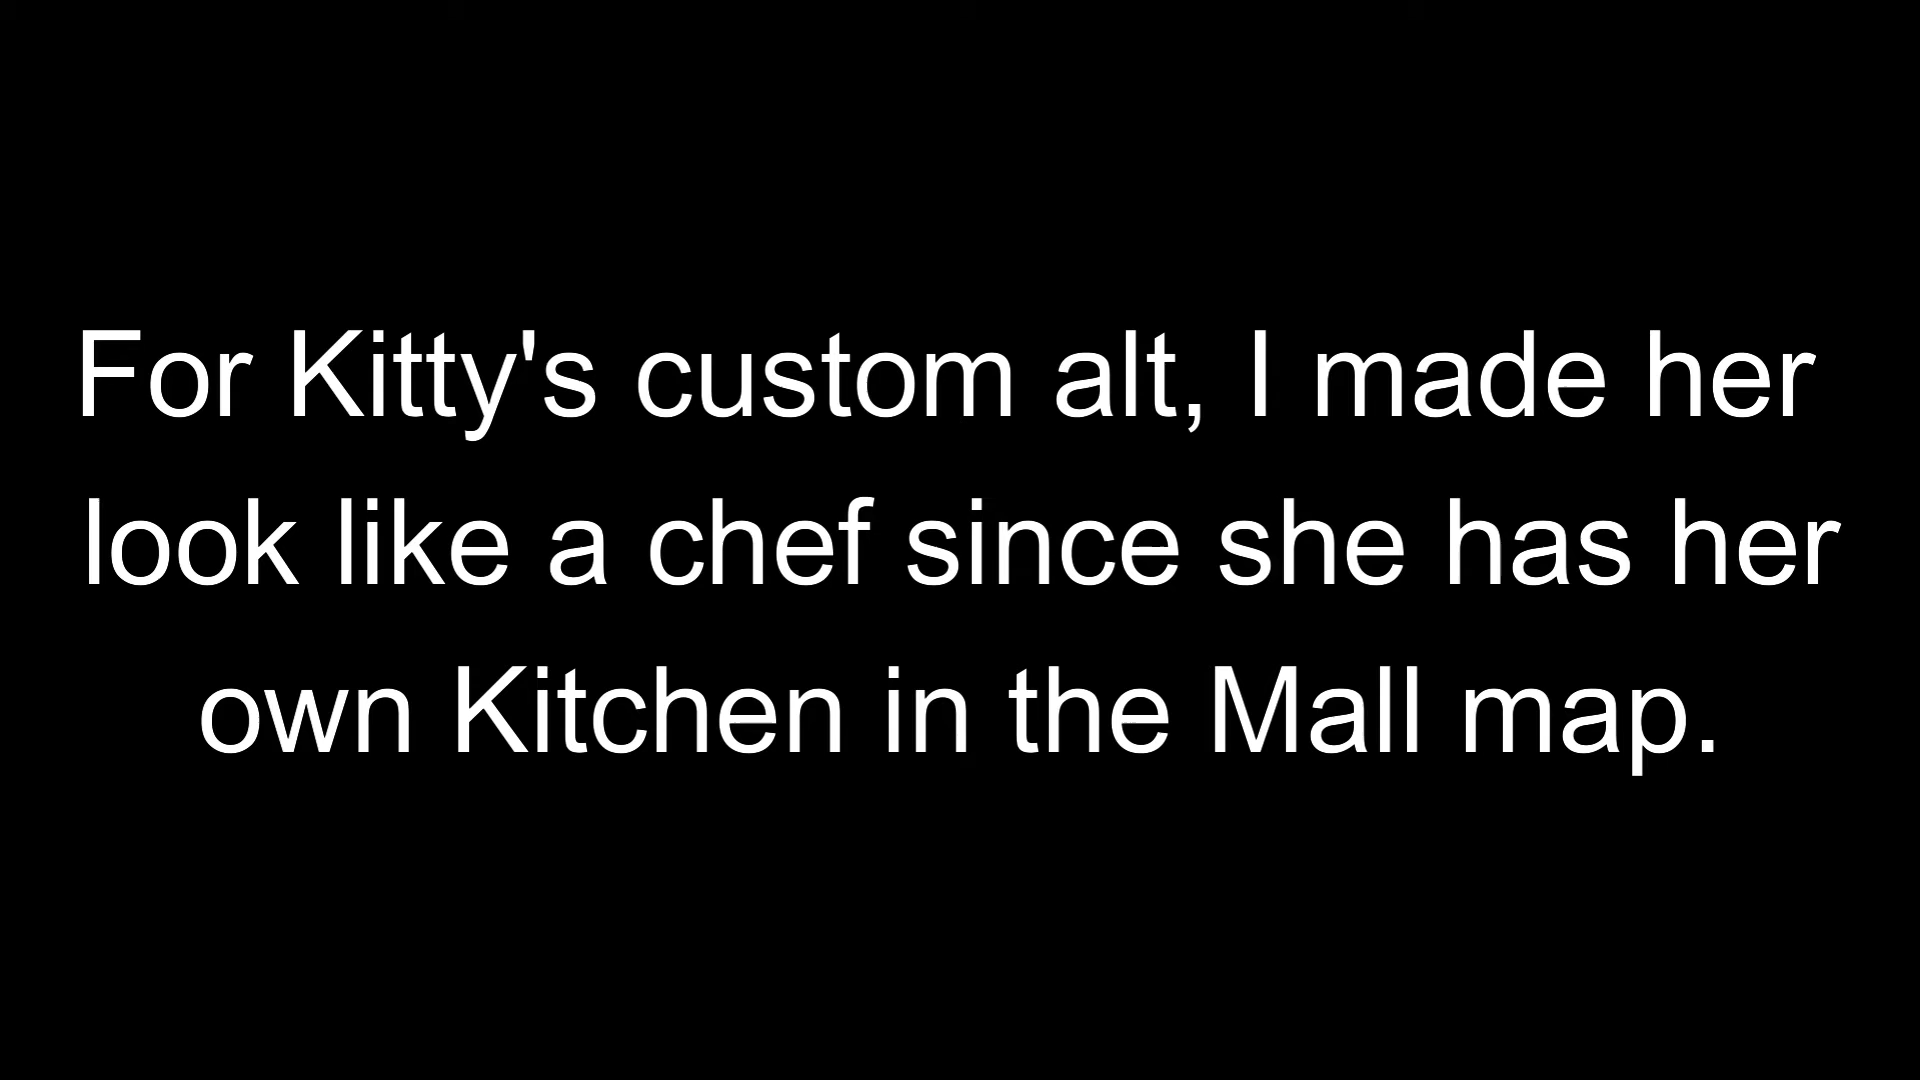 For Kitty's custom alt, I made her
look like a chef since she has her
own Kitchen in the Mall map.